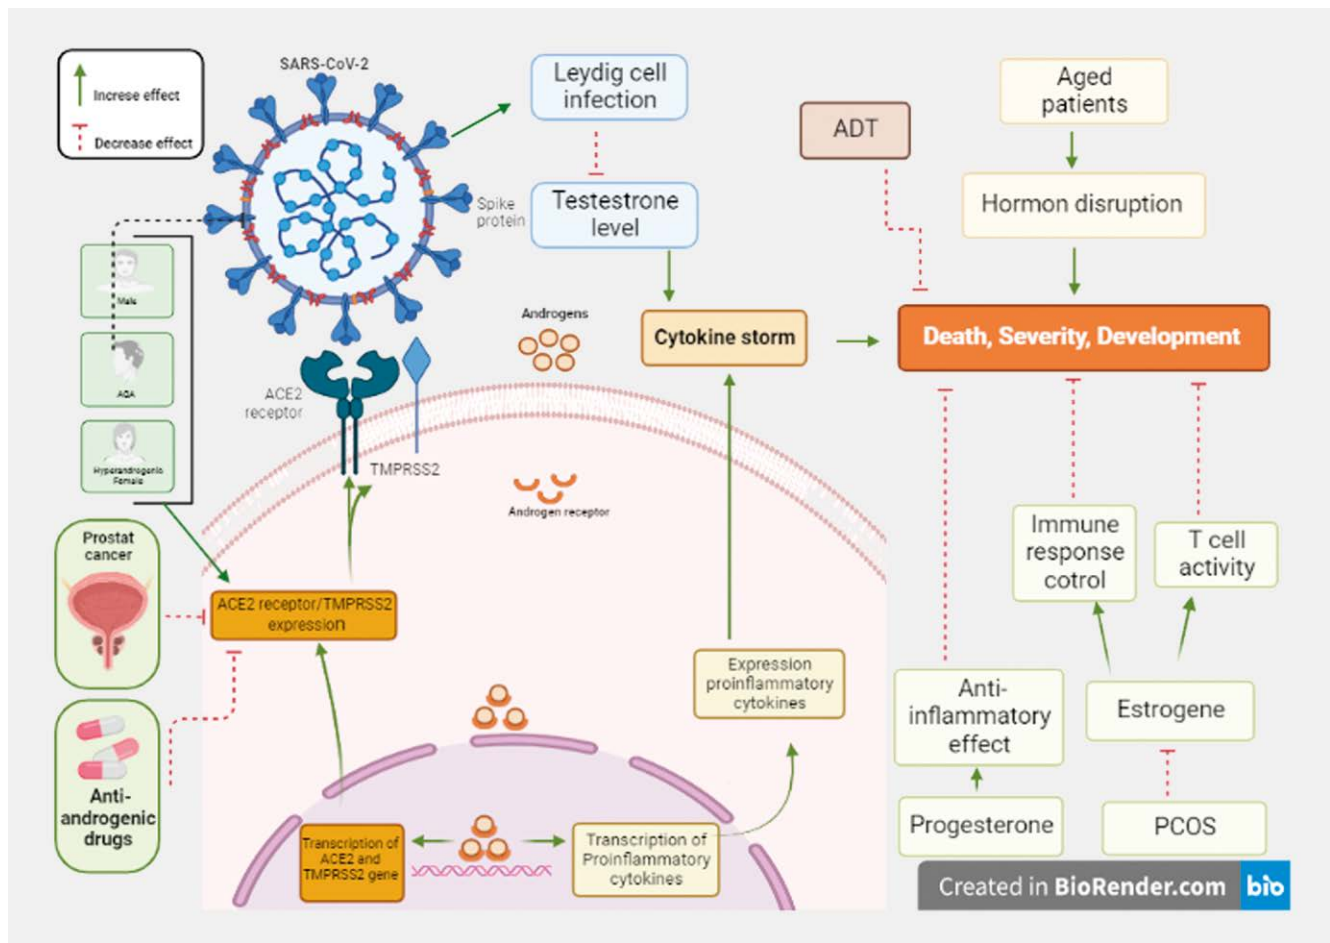 Increse effect
Decrease effect
SARS-CoV-2
Spike
protein
Leydig cell
infection
Testestrone
level
ADT
Aged
patients
Hormon disruption
Male
AGA
Hyperandrogenic
Female
Androgens
Cytokine storm
Death, Severity, Development
ACE2
receptor
TMPRSS2
Androgen receptor
Prostat
cancer
ACE2 receptor/TMPRSS2
expression
Anti-
androgenic
drugs
Expression
proinflammatory
cytokines
Transcription of
ACE2 and
TMPRSS2 gene
Transcription of
Proinflammatory
cytokines
Immune
response
cotrol
T cell
activity
Anti-
inflammatory
effect
Estrogene
Progesterone
PCOS
Created in BioRender.com bio